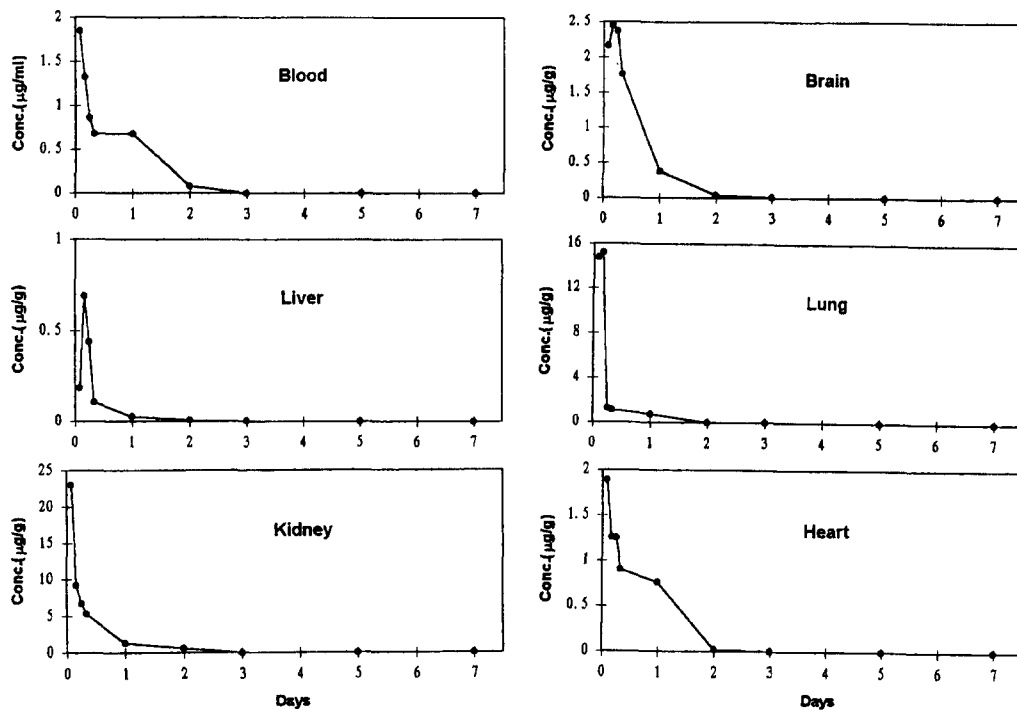 Blood
Conc.(µg/ml)
2
1.5
1
0.5
0
0 1 2 3 4 5 6 7
Brain
Conc.(µg/g)
2.5
2
1.5
1
0.5
0
0 1 2 3 4 5 6 7
Liver
Conc.(µg/g)
1
0.5
0
0 1 2 3 4 5 6 7
Lung
Conc.(µg/g)
16
12
8
4
0
0 1 2 3 4 5 6 7
Kidney
Conc.(µg/g)
25
20
15
10
5
0
0 1 2 3 4 5 6 7
Days
Heart
Conc.(µg/g)
2
1.5
1
0.5
0
0 1 2 3 4 5 6 7
Days